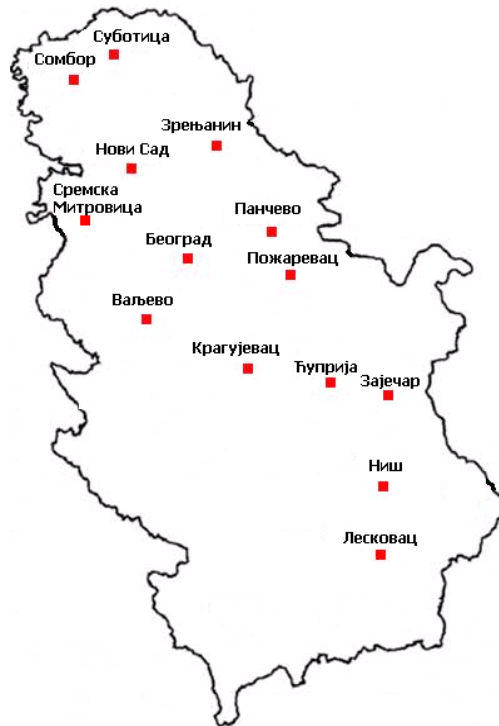 Суботица
Сомбор
Зрењанин
Нови Сад
Сремска
Митровица
Панчево
Београд
Пожаревац
Ваљево
Крагујевац
Ћуприја
Зајечар
Ниш
Лесковац